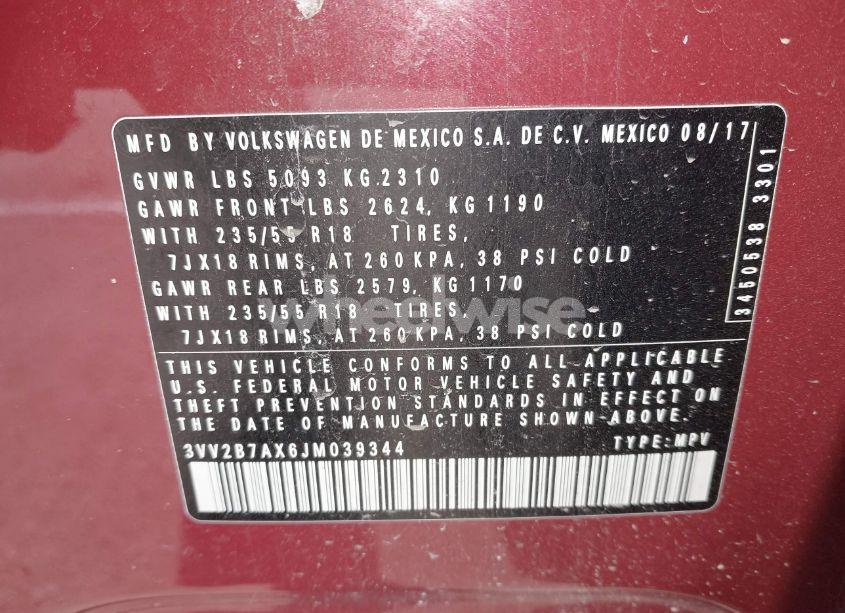 MFD BY VOLKSWAGEN DE MEXICO S.A. DE C.V. MEXICO 08/17
GVWR LBS 5093 KG.2310
GAWR FRONT LBS 2624, KG 1190
WITH 235/55 R18 TIRES,
7JX18 RIMS, AT 260KPA, 38 PSI COLD
GAWR REAR LBS 2579, KG 1170
WITH 235/55 R18 TIRES,
7JX18 RIMS, AT 260KPA, 38 PSI COLD
THIS VEHICLE CONFORMS TO ALL APPLICABLE
U.S. FEDERAL MOTOR VEHICLE SAFETY AND
THEFT PREVENTION STANDARDS IN EFFECT ON
THE DATE OF MANUFACTURE SHOWN ABOVE.
3VV2B7AX6JM039344 TYPE:MPV
3450538 3301
wheelwise